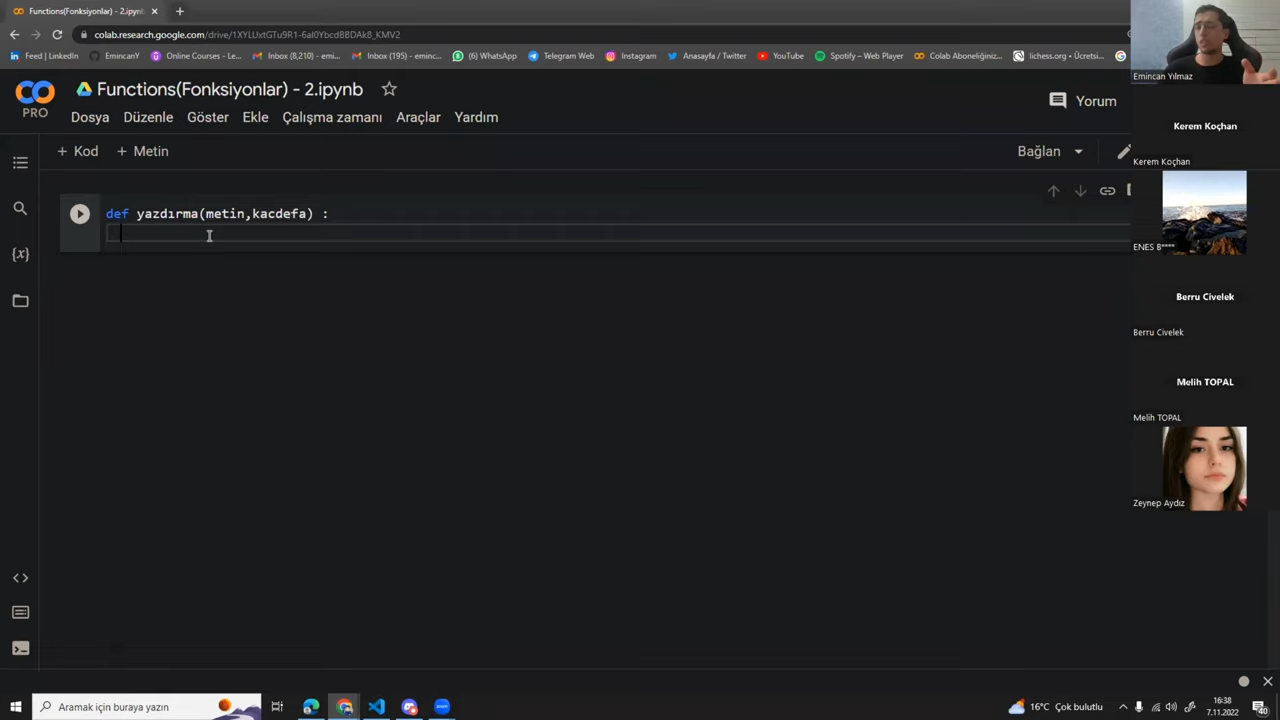 Functions(Fonksiyonlar) - 2.ipynb
colab.research.google.com/drive/1XYLUxtGTu9R1-6al0Ybcd8BDAk8_KMV2
Feed | LinkedIn
EmincanY
Online Courses - Le...
Inbox (8,210) - emi...
Inbox (195) - eminc...
(6) WhatsApp
Telegram Web
Instagram
Anasayfa / Twitter
YouTube
Spotify – Web Player
Colab Aboneliğiniz...
lichess.org • Ücretsi...
PRO
Functions(Fonksiyonlar) - 2.ipynb
Yorum
Dosya
Düzenle
Göster
Ekle
Çalışma zamanı
Araçlar
Yardım
+ Kod
+ Metin
Bağlan
{x}
def yazdırma(metin,kacdefa) :
Emincan Yılmaz
Kerem Koçhan
Kerem Koçhan
ENES B****
Berru Civelek
Berru Civelek
Melih TOPAL
Melih TOPAL
Zeynep Aydız
Aramak için buraya yazın
16°C Çok bulutlu
16:38
7.11.2022
40